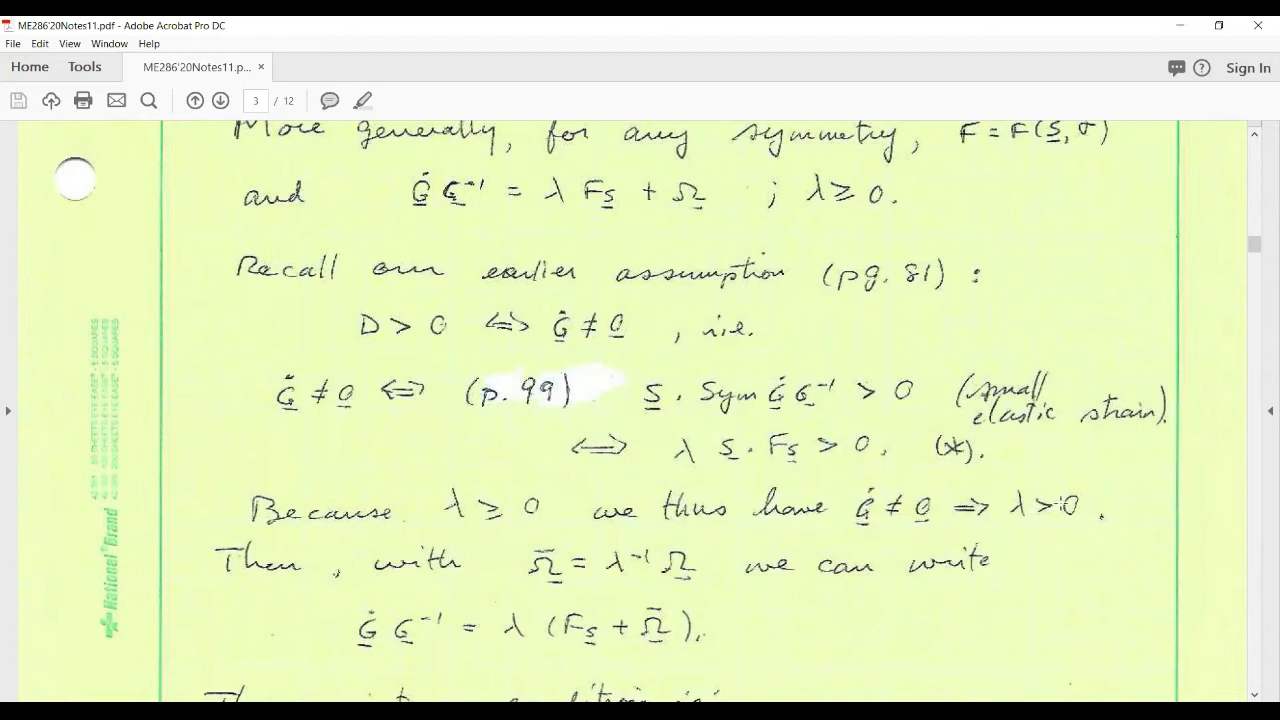 ME286'20Notes11.pdf - Adobe Acrobat Pro DC
File Edit View Window Help
Home Tools ME286'20Notes11.p... × Sign In
3 / 12
More generally, for any symmetry, F = F(S, σ)
and Ġ G⁻¹ = λ F_S + Ω ; λ ≥ 0.
Recall our earlier assumption (pg. 81) :
D > 0 ⇔ Ġ ≠ 0 , i.e.
Ġ ≠ 0 ⇔ (p. 99) S · Sym Ġ G⁻¹ > 0 (small elastic strain).
⇔ λ S · F_S > 0. (*).
Because λ ≥ 0 we thus have Ġ ≠ 0 ⇒ λ > 0 .
Then, with Ω̄ = λ⁻¹ Ω we can write
Ġ G⁻¹ = λ (F_S + Ω̄).
National Brand